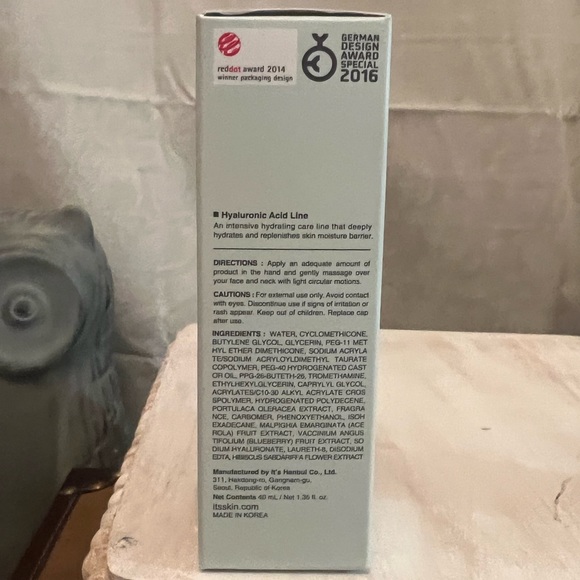 reddot award 2014
winner packaging design
GERMAN
DESIGN
AWARD
SPECIAL
2016
■ Hyaluronic Acid Line
An intensive hydrating care line that deeply
hydrates and replenishes skin moisture barrier.
DIRECTIONS : Apply an adequate amount of
product in the hand and gently massage over
your face and neck with light circular motions.
CAUTIONS : For external use only. Avoid contact
with eyes. Discontinue use if signs of irritation or
rash appear. Keep out of children. Replace cap
after use.
INGREDIENTS : WATER, CYCLOMETHICONE,
BUTYLENE GLYCOL, GLYCERIN, PEG-11 MET
HYL ETHER DIMETHICONE, SODIUM ACRYLA
TE/SODIUM ACRYLOYLDIMETHYL TAURATE
COPOLYMER, PEG-40 HYDROGENATED CAST
OR OIL, PPG-26-BUTETH-26, TROMETHAMINE,
ETHYLHEXYLGLYCERIN, CAPRYLYL GLYCOL,
ACRYLATES/C10-30 ALKYL ACRYLATE CROS
SPOLYMER, HYDROGENATED POLYDECENE,
PORTULACA OLERACEA EXTRACT, FRAGRA
NCE, CARBOMER, PHENOXYETHANOL, ISOH
EXADECANE, MALPIGHIA EMARGINATA (ACE
ROLA) FRUIT EXTRACT, VACCINIUM ANGUS
TIFOLIUM (BLUEBERRY) FRUIT EXTRACT, SO
DIUM HYALURONATE, LAURETH-8, DISODIUM
EDTA, HIBISCUS SABDARIFFA FLOWER EXTRACT
Manufactured by It's Hanbul Co., Ltd.
311, Hakdong-ro, Gangnam-gu,
Seoul, Republic of Korea
Net Contents 40 mL / Net 1.35 fl. oz.
itsskin.com
MADE IN KOREA